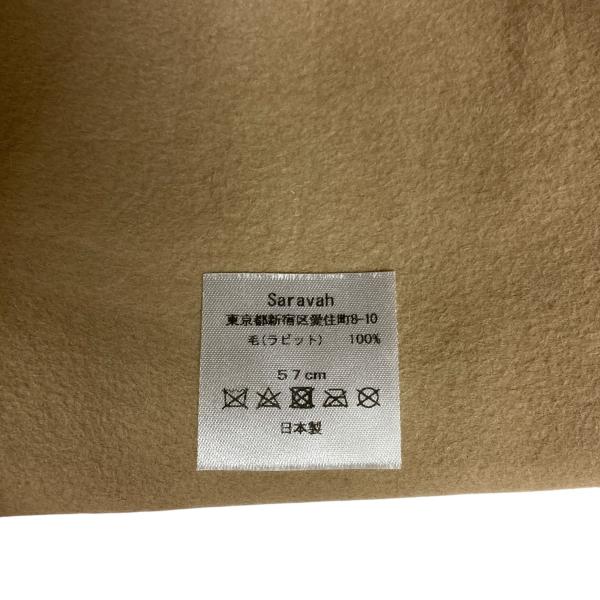 Saravah
東京都新宿区愛住町8-10
毛(ラビット) 100%
57cm
日本製